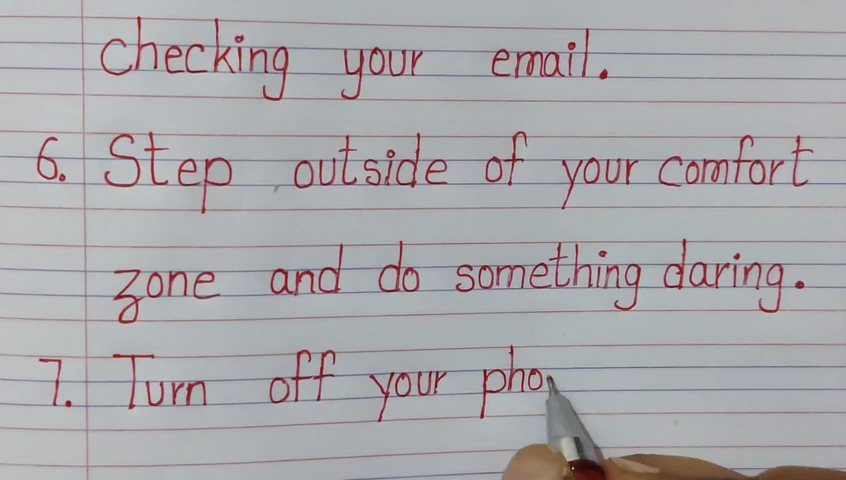 checking your email.
6. Step outside of your comfort
zone and do something daring.
7. Turn off your pho